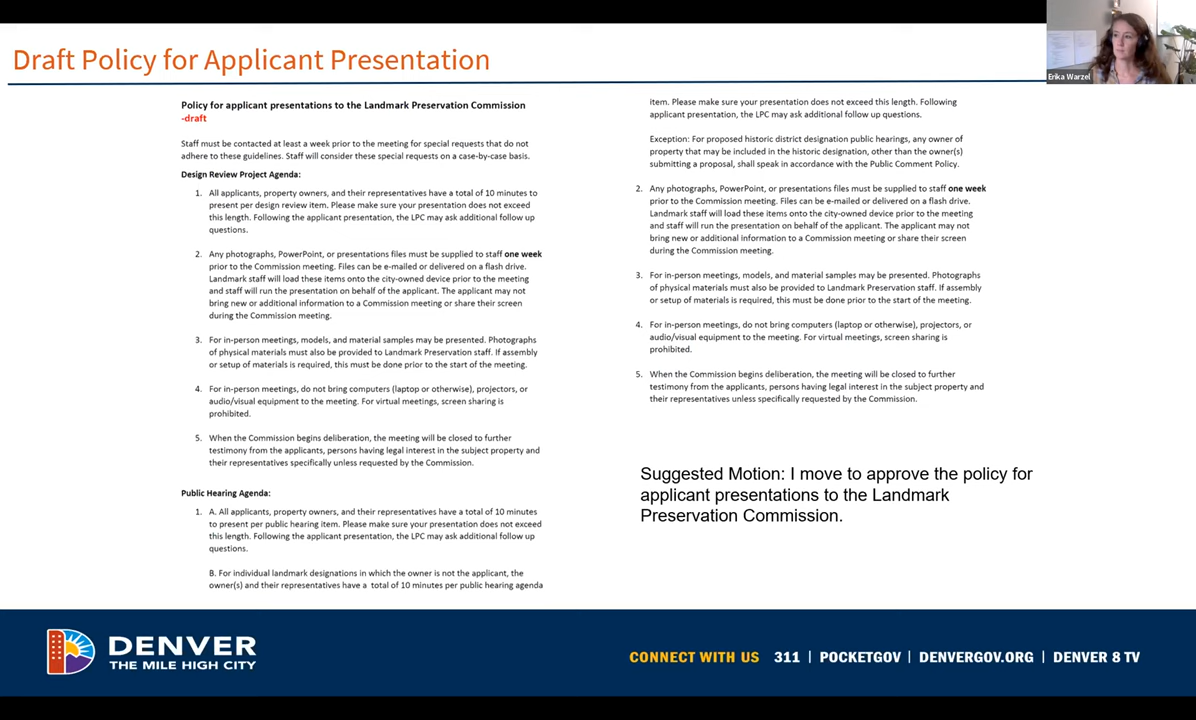 Draft Policy for Applicant Presentation
Erika Warzel
Policy for applicant presentations to the Landmark Preservation Commission
-draft
Staff must be contacted at least a week prior to the meeting for special requests that do not
adhere to these guidelines. Staff will consider these special requests on a case-by-case basis.
Design Review Project Agenda:
1. All applicants, property owners, and their representatives have a total of 10 minutes to
present per design review item. Please make sure your presentation does not exceed
this length. Following the applicant presentation, the LPC may ask additional follow up
questions.
2. Any photographs, PowerPoint, or presentations files must be supplied to staff one week
prior to the Commission meeting. Files can be e-mailed or delivered on a flash drive.
Landmark staff will load these items onto the city-owned device prior to the meeting
and staff will run the presentation on behalf of the applicant. The applicant may not
bring new or additional information to a Commission meeting or share their screen
during the Commission meeting.
3. For in-person meetings, models, and material samples may be presented. Photographs
of physical materials must also be provided to Landmark Preservation staff. If assembly
or setup of materials is required, this must be done prior to the start of the meeting.
4. For in-person meetings, do not bring computers (laptop or otherwise), projectors, or
audio/visual equipment to the meeting. For virtual meetings, screen sharing is
prohibited.
5. When the Commission begins deliberation, the meeting will be closed to further
testimony from the applicants, persons having legal interest in the subject property and
their representatives specifically unless requested by the Commission.
Public Hearing Agenda:
1. A. All applicants, property owners, and their representatives have a total of 10 minutes
to present per public hearing item. Please make sure your presentation does not exceed
this length. Following the applicant presentation, the LPC may ask additional follow up
questions.
B. For individual landmark designations in which the owner is not the applicant, the
owner(s) and their representatives have a total of 10 minutes per public hearing agenda
item. Please make sure your presentation does not exceed this length. Following
applicant presentation, the LPC may ask additional follow up questions.
Exception: For proposed historic district designation public hearings, any owner of
property that may be included in the historic designation, other than the owner(s)
submitting a proposal, shall speak in accordance with the Public Comment Policy.
2. Any photographs, PowerPoint, or presentations files must be supplied to staff one week
prior to the Commission meeting. Files can be e-mailed or delivered on a flash drive.
Landmark staff will load these items onto the city-owned device prior to the meeting
and staff will run the presentation on behalf of the applicant. The applicant may not
bring new or additional information to a Commission meeting or share their screen
during the Commission meeting.
3. For in-person meetings, models, and material samples may be presented. Photographs
of physical materials must also be provided to Landmark Preservation staff. If assembly
or setup of materials is required, this must be done prior to the start of the meeting.
4. For in-person meetings, do not bring computers (laptop or otherwise), projectors, or
audio/visual equipment to the meeting. For virtual meetings, screen sharing is
prohibited.
5. When the Commission begins deliberation, the meeting will be closed to further
testimony from the applicants, persons having legal interest in the subject property and
their representatives unless specifically requested by the Commission.
Suggested Motion: I move to approve the policy for
applicant presentations to the Landmark
Preservation Commission.
DENVER
THE MILE HIGH CITY
CONNECT WITH US 311 | POCKETGOV | DENVERGOV.ORG | DENVER 8 TV